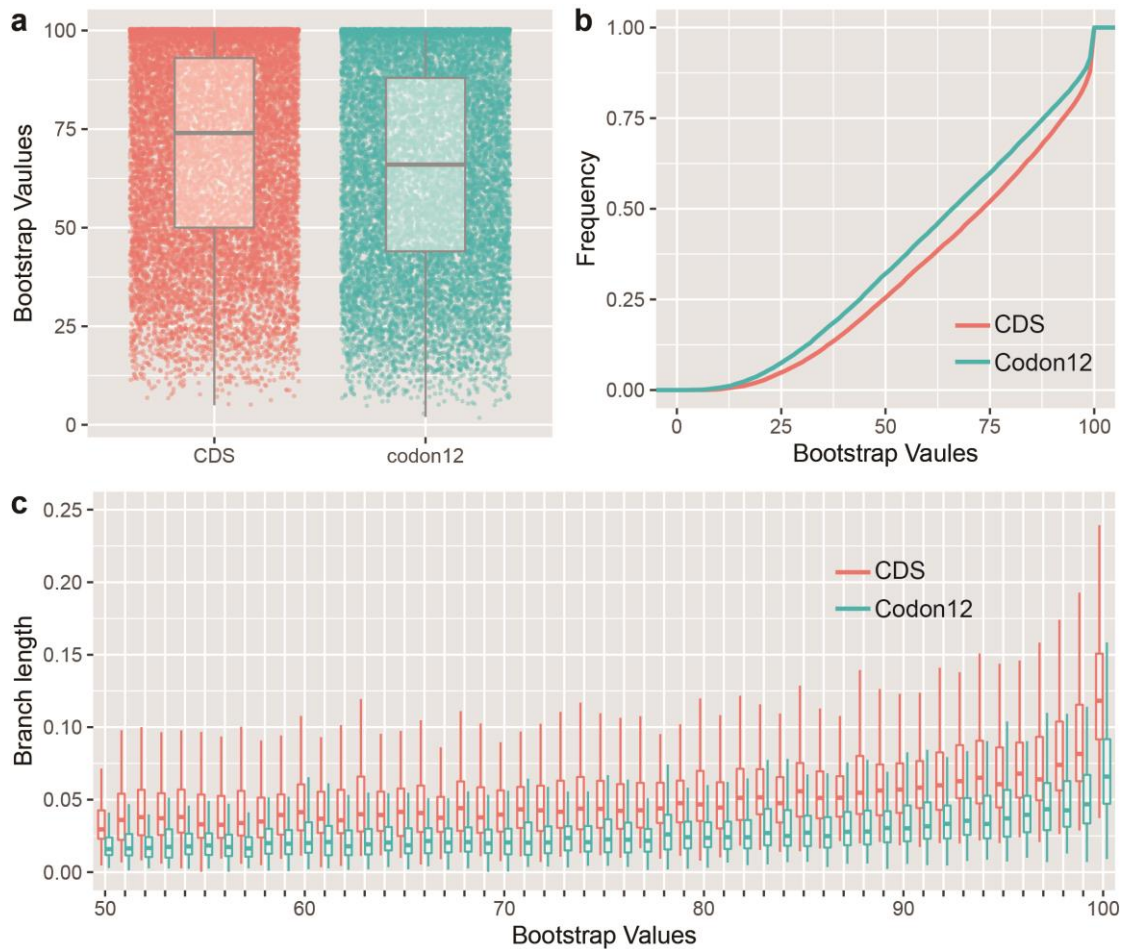 a
100
75
50
25
0
Bootstrap Vaulues
CDS
codon12
b
1.00
0.75
0.50
0.25
0.00
Frequency
CDS
Codon12
0
25
50
75
100
Bootstrap Vaules
c
0.25
0.20
0.15
0.10
0.05
0.00
Branch length
CDS
Codon12
50
60
70
80
90
100
Bootstrap Values